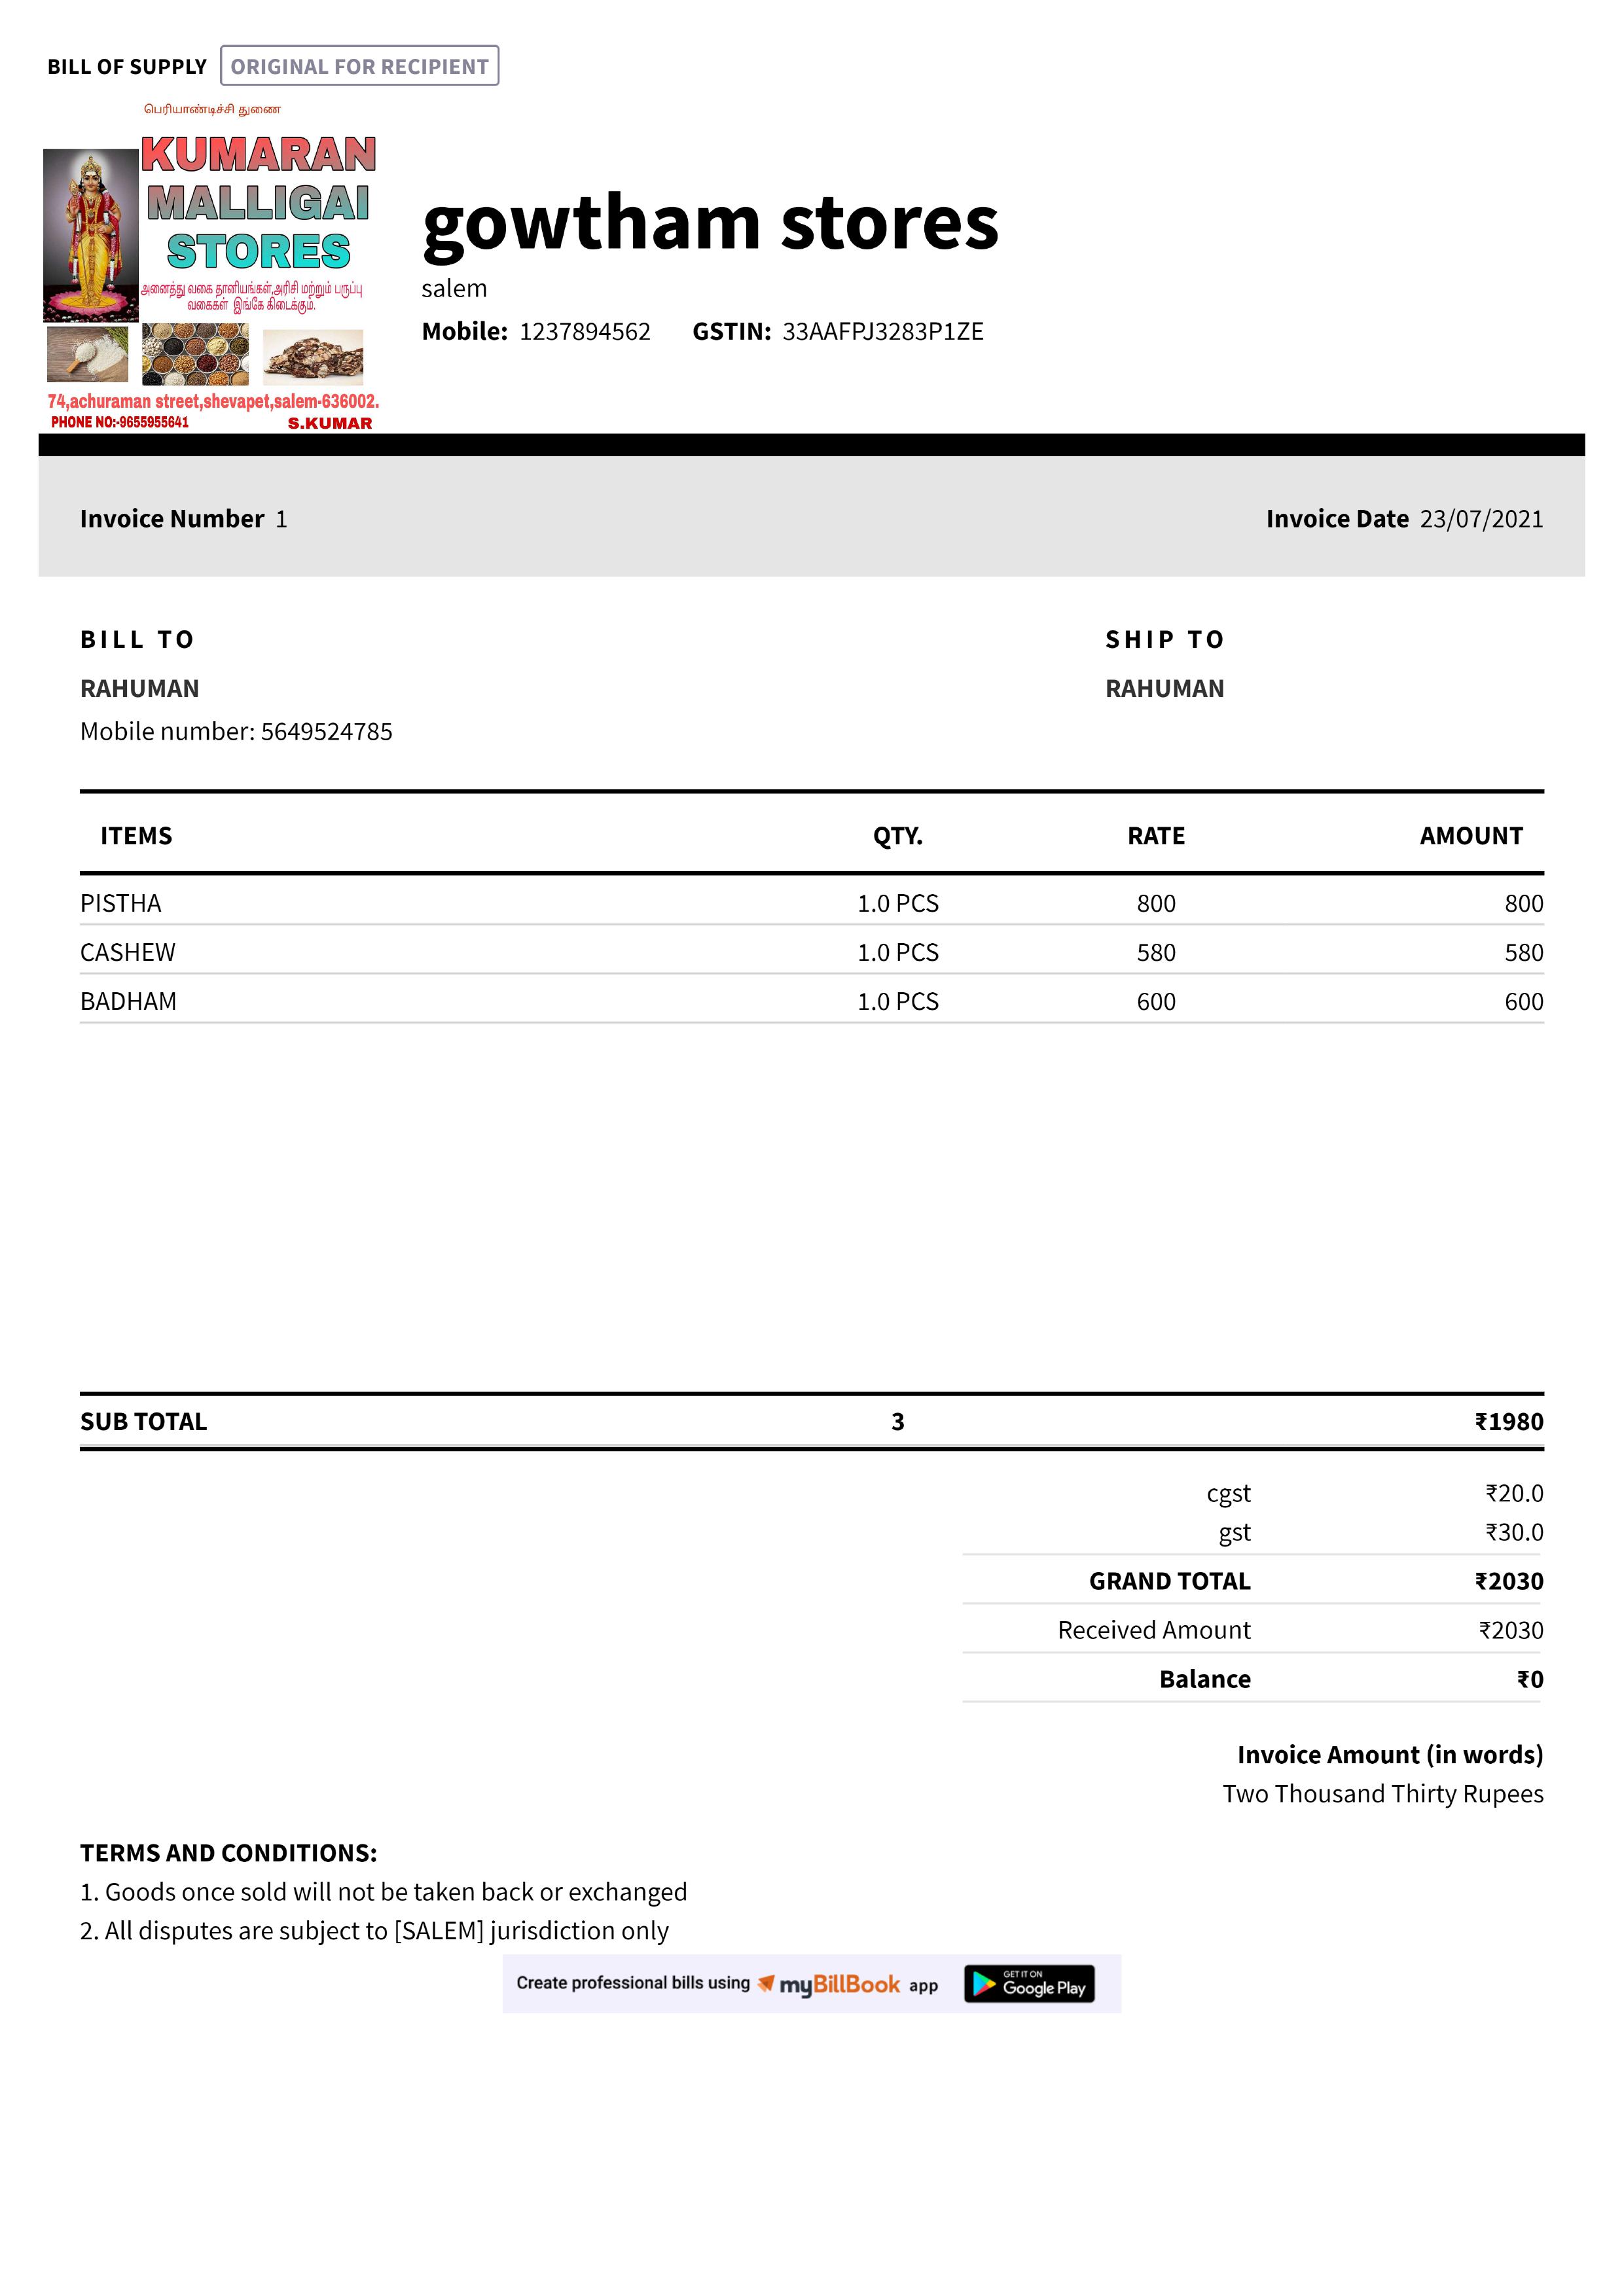 BILL OF SUPPLY ORIGINAL FOR RECIPIENT
பெரியாண்டிச்சி துணை
KUMARAN
MALLIGAI
STORES
அனைத்து வகை தானியங்கள்,அரிசி மற்றும் பருப்பு
வகைகள் இங்கே கிடைக்கும்.
74,achuraman street,shevapet,salem-636002.
PHONE NO:-9655955641 S.KUMAR
gowtham stores
salem
Mobile: 1237894562 GSTIN: 33AAFPJ3283P1ZE
Invoice Number 1 Invoice Date 23/07/2021
BILL TO SHIP TO
RAHUMAN RAHUMAN
Mobile number: 5649524785
ITEMS QTY. RATE AMOUNT
PISTHA 1.0 PCS 800 800
CASHEW 1.0 PCS 580 580
BADHAM 1.0 PCS 600 600
SUB TOTAL 3 ₹1980
cgst ₹20.0
gst ₹30.0
GRAND TOTAL ₹2030
Received Amount ₹2030
Balance ₹0
Invoice Amount (in words)
Two Thousand Thirty Rupees
TERMS AND CONDITIONS:
1. Goods once sold will not be taken back or exchanged
2. All disputes are subject to [SALEM] jurisdiction only
Create professional bills using myBillBook app GET IT ON Google Play